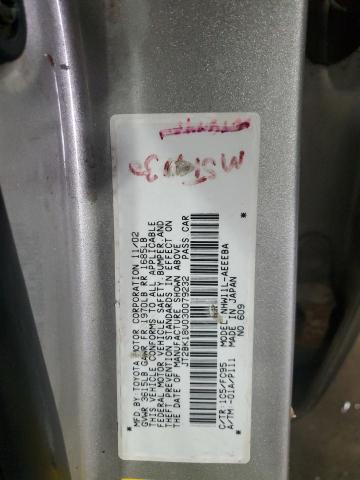 MFD BY TOYOTA MOTOR CORPORATION 11/02
GVWR 3615LB GAWR FR 1970LB RR 1685LB
THIS VEHICLE CONFORMS TO ALL APPLICABLE
FEDERAL MOTOR VEHICLE SAFETY, BUMPER, AND
THEFT PREVENTION STANDARDS IN EFFECT ON
THE DATE OF MANUFACTURE SHOWN ABOVE.
JT2BK18U030079232 PASS CAR
C/TR:1C5/FC95 MODEL:NHW11L-AEEEBA
A/TM:-01A/P111 MADE IN JAPAN
NO.609